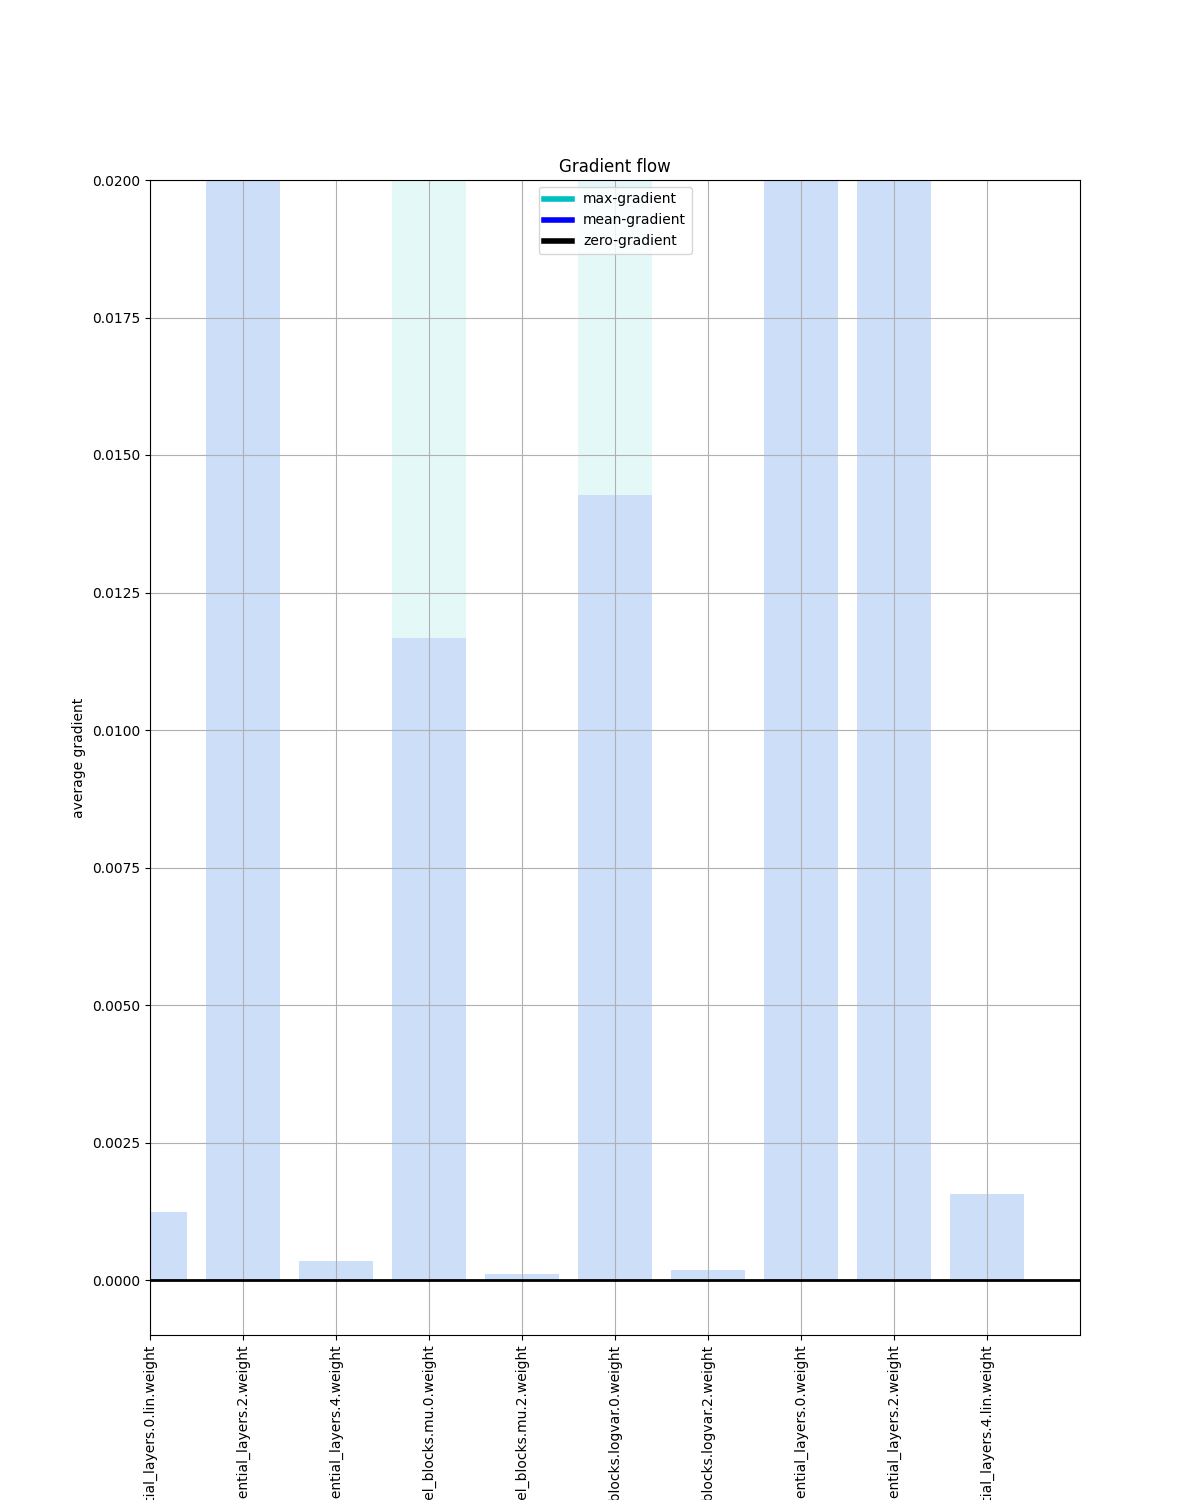 Gradient flow
max-gradient
mean-gradient
zero-gradient
0.0200
0.0175
0.0150
0.0125
0.0100
0.0075
0.0050
0.0025
0.0000
average gradient
tial_layers.0.lin.weight
ential_layers.2.weight
ential_layers.4.weight
el_blocks.mu.0.weight
el_blocks.mu.2.weight
blocks.logvar.0.weight
blocks.logvar.2.weight
ential_layers.0.weight
ential_layers.2.weight
tial_layers.4.lin.weight